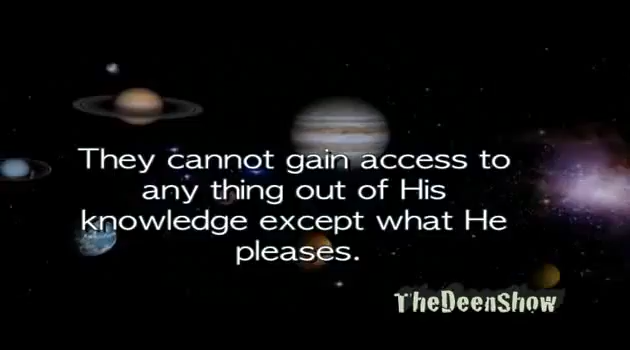 They cannot gain access to
any thing out of His
knowledge except what He
pleases.
TheDeenShow